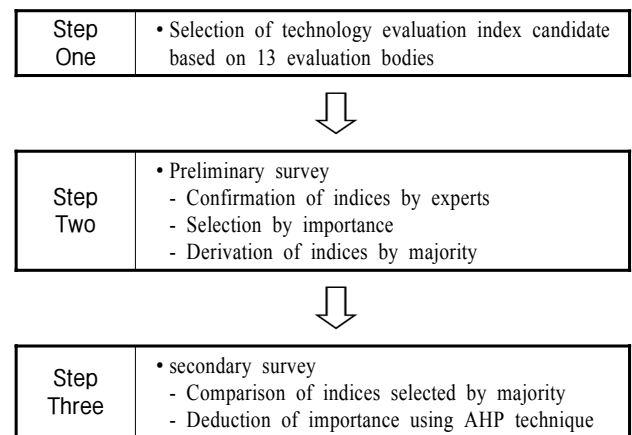 Step
One
• Selection of technology evaluation index candidate
based on 13 evaluation bodies
Step
Two
• Preliminary survey
- Confirmation of indices by experts
- Selection by importance
- Derivation of indices by majority
Step
Three
• secondary survey
- Comparison of indices selected by majority
- Deduction of importance using AHP technique